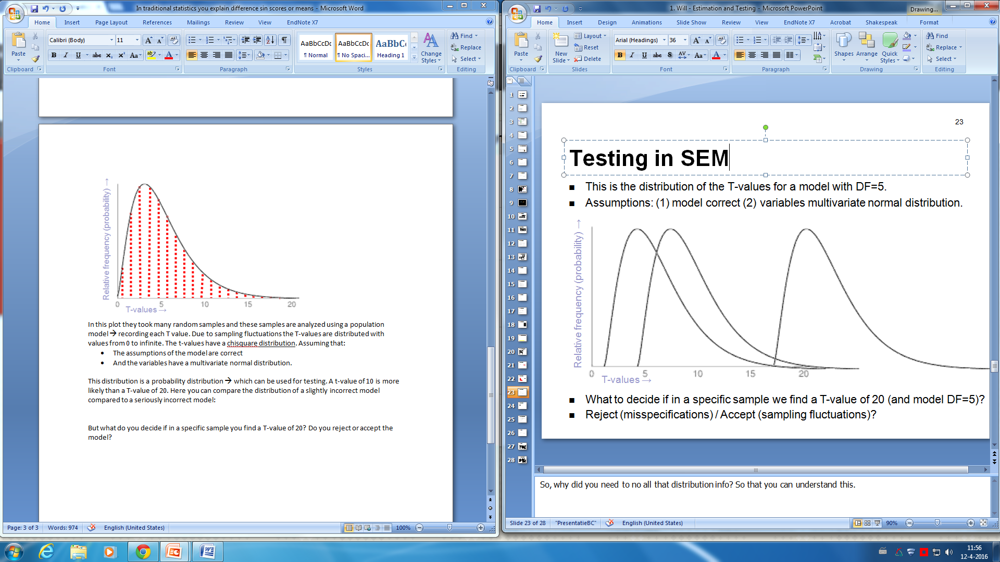 In traditional statistics you explain difference sin scores or means - Microsoft Word
Home Insert Page Layout References Mailings Review View EndNote X7
Paste
Clipboard
Calibri (Body) 11
Font
Paragraph
AaBbCcDc AaBbCcDc AaBbC
¶ Normal ¶ No Spaci... Heading 1
Change Styles
Styles
Find
Replace
Select
Editing
Relative frequency (probability) →
0 5 10 15 20
T-values →
In this plot they took many random samples and these samples are analyzed using a population
model → recording each T value. Due to sampling fluctuations the T-values are distributed with
values from 0 to infinite. The t-values have a chisquare distribution. Assuming that:
• The assumptions of the model are correct
• And the variables have a multivariate normal distribution.
This distribution is a probability distribution → which can be used for testing. A t-value of 10 is more
likely than a T-value of 20. Here you can compare the distribution of a slightly incorrect model
compared to a seriously incorrect model:
But what do you decide if in a specific sample you find a T-value of 20? Do you reject or accept the
model?
Page: 3 of 3 Words: 974 English (United States) 100%
1. Will - Estimation and Testing - Microsoft PowerPoint
Drawing...
Home Insert Design Animations Slide Show Review View EndNote X7 Acrobat Shakespeak Format
Paste
Clipboard
New Slide
Layout
Reset
Delete
Slides
Arial (Headings) 36
Font
Paragraph
Shapes Arrange Quick Styles
Drawing
Find
Replace
Select
Editing
1
2
3
4
5
6
7
8
9
10
11
12
13
14
15
16
17
18
19
20
21
22
23
24
25
26
27
28
23
Testing in SEM
■ This is the distribution of the T-values for a model with DF=5.
■ Assumptions: (1) model correct (2) variables multivariate normal distribution.
Relative frequency (probability) →
0 5 10 15 20
T-values →
■ What to decide if in a specific sample we find a T-value of 20 (and model DF=5)?
■ Reject (misspecifications) / Accept (sampling fluctuations)?
So, why did you need to no all that distribution info? So that you can understand this.
Slide 23 of 28 "PresentatieBC" English (United States) 90%
11:56
12-4-2016